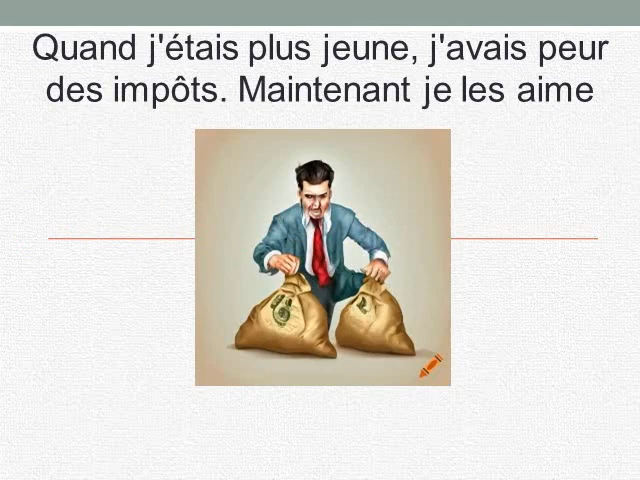 Quand j'étais plus jeune, j'avais peur
des impôts. Maintenant je les aime